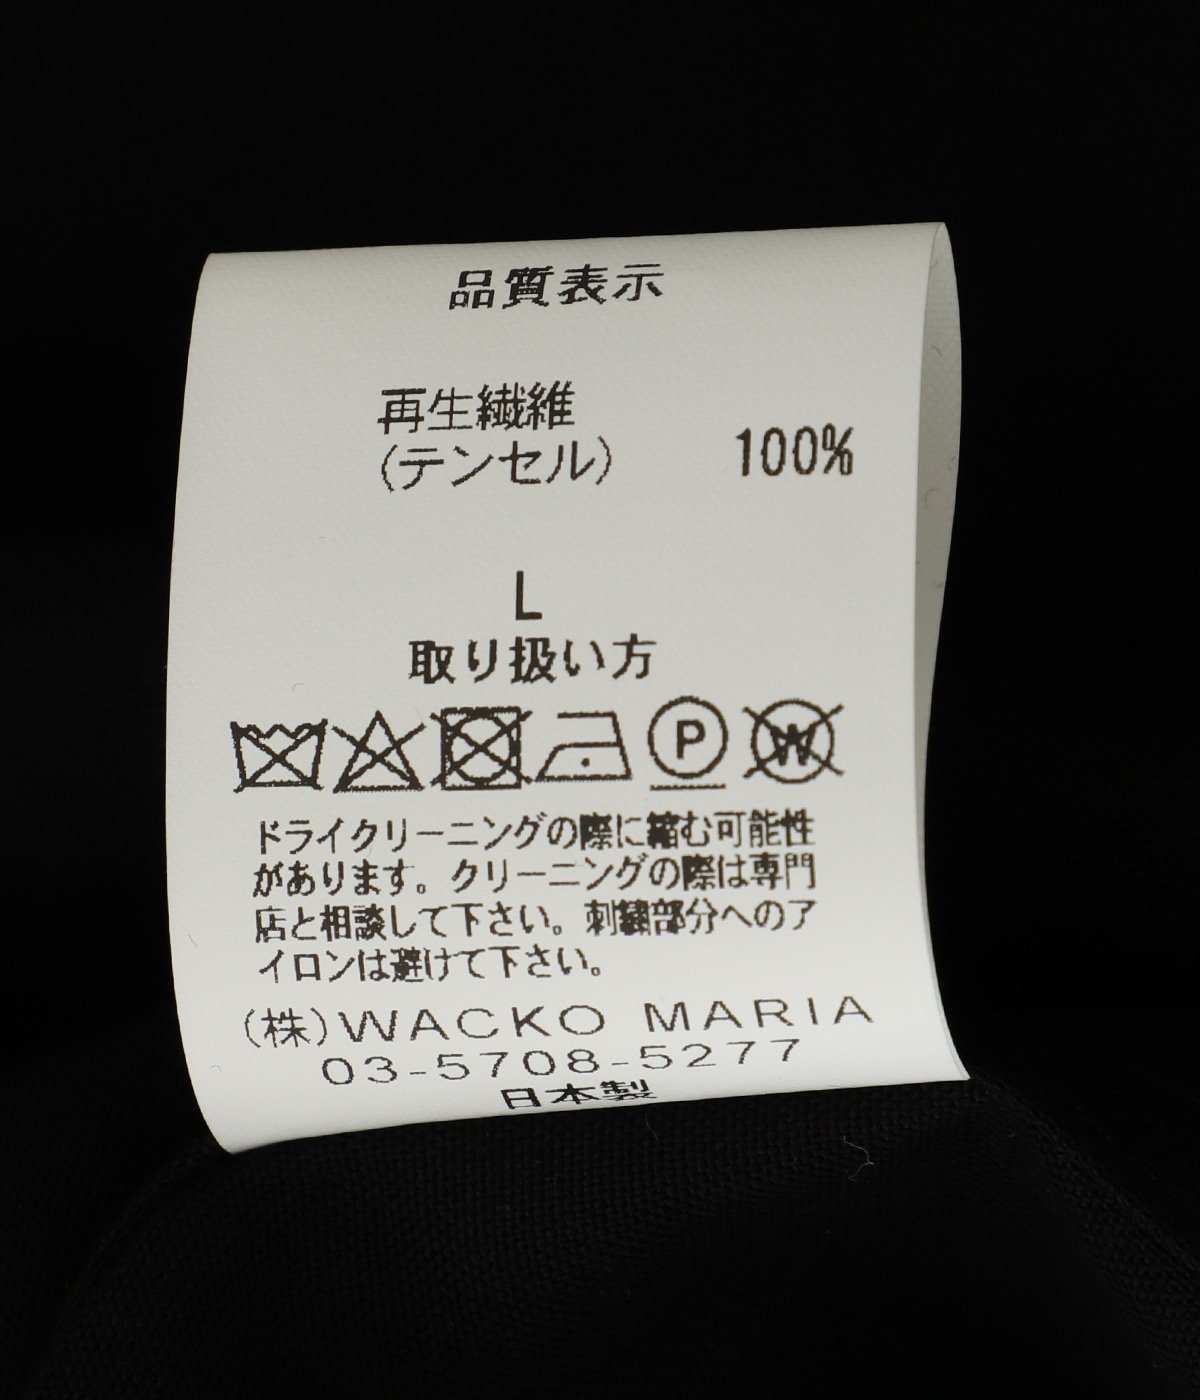 品質表示
再生繊維
(テンセル) 100%
L
取り扱い方
P W
ドライクリーニングの際に縮む可能性
があります。クリーニングの際は専門
店と相談して下さい。刺繍部分へのア
イロンは避けて下さい。
(株)WACKO MARIA
03-5708-5277
日本製